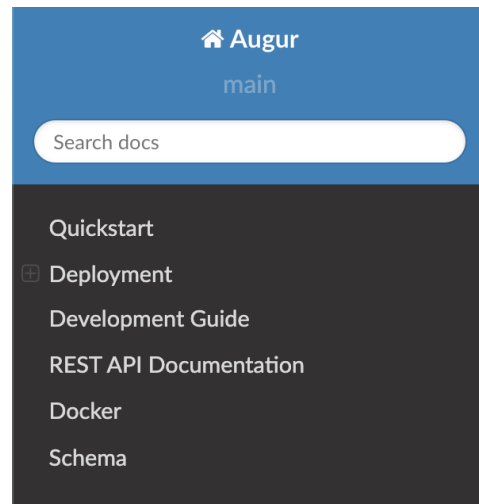 Augur
main
Search docs
Quickstart
Deployment
Development Guide
REST API Documentation
Docker
Schema